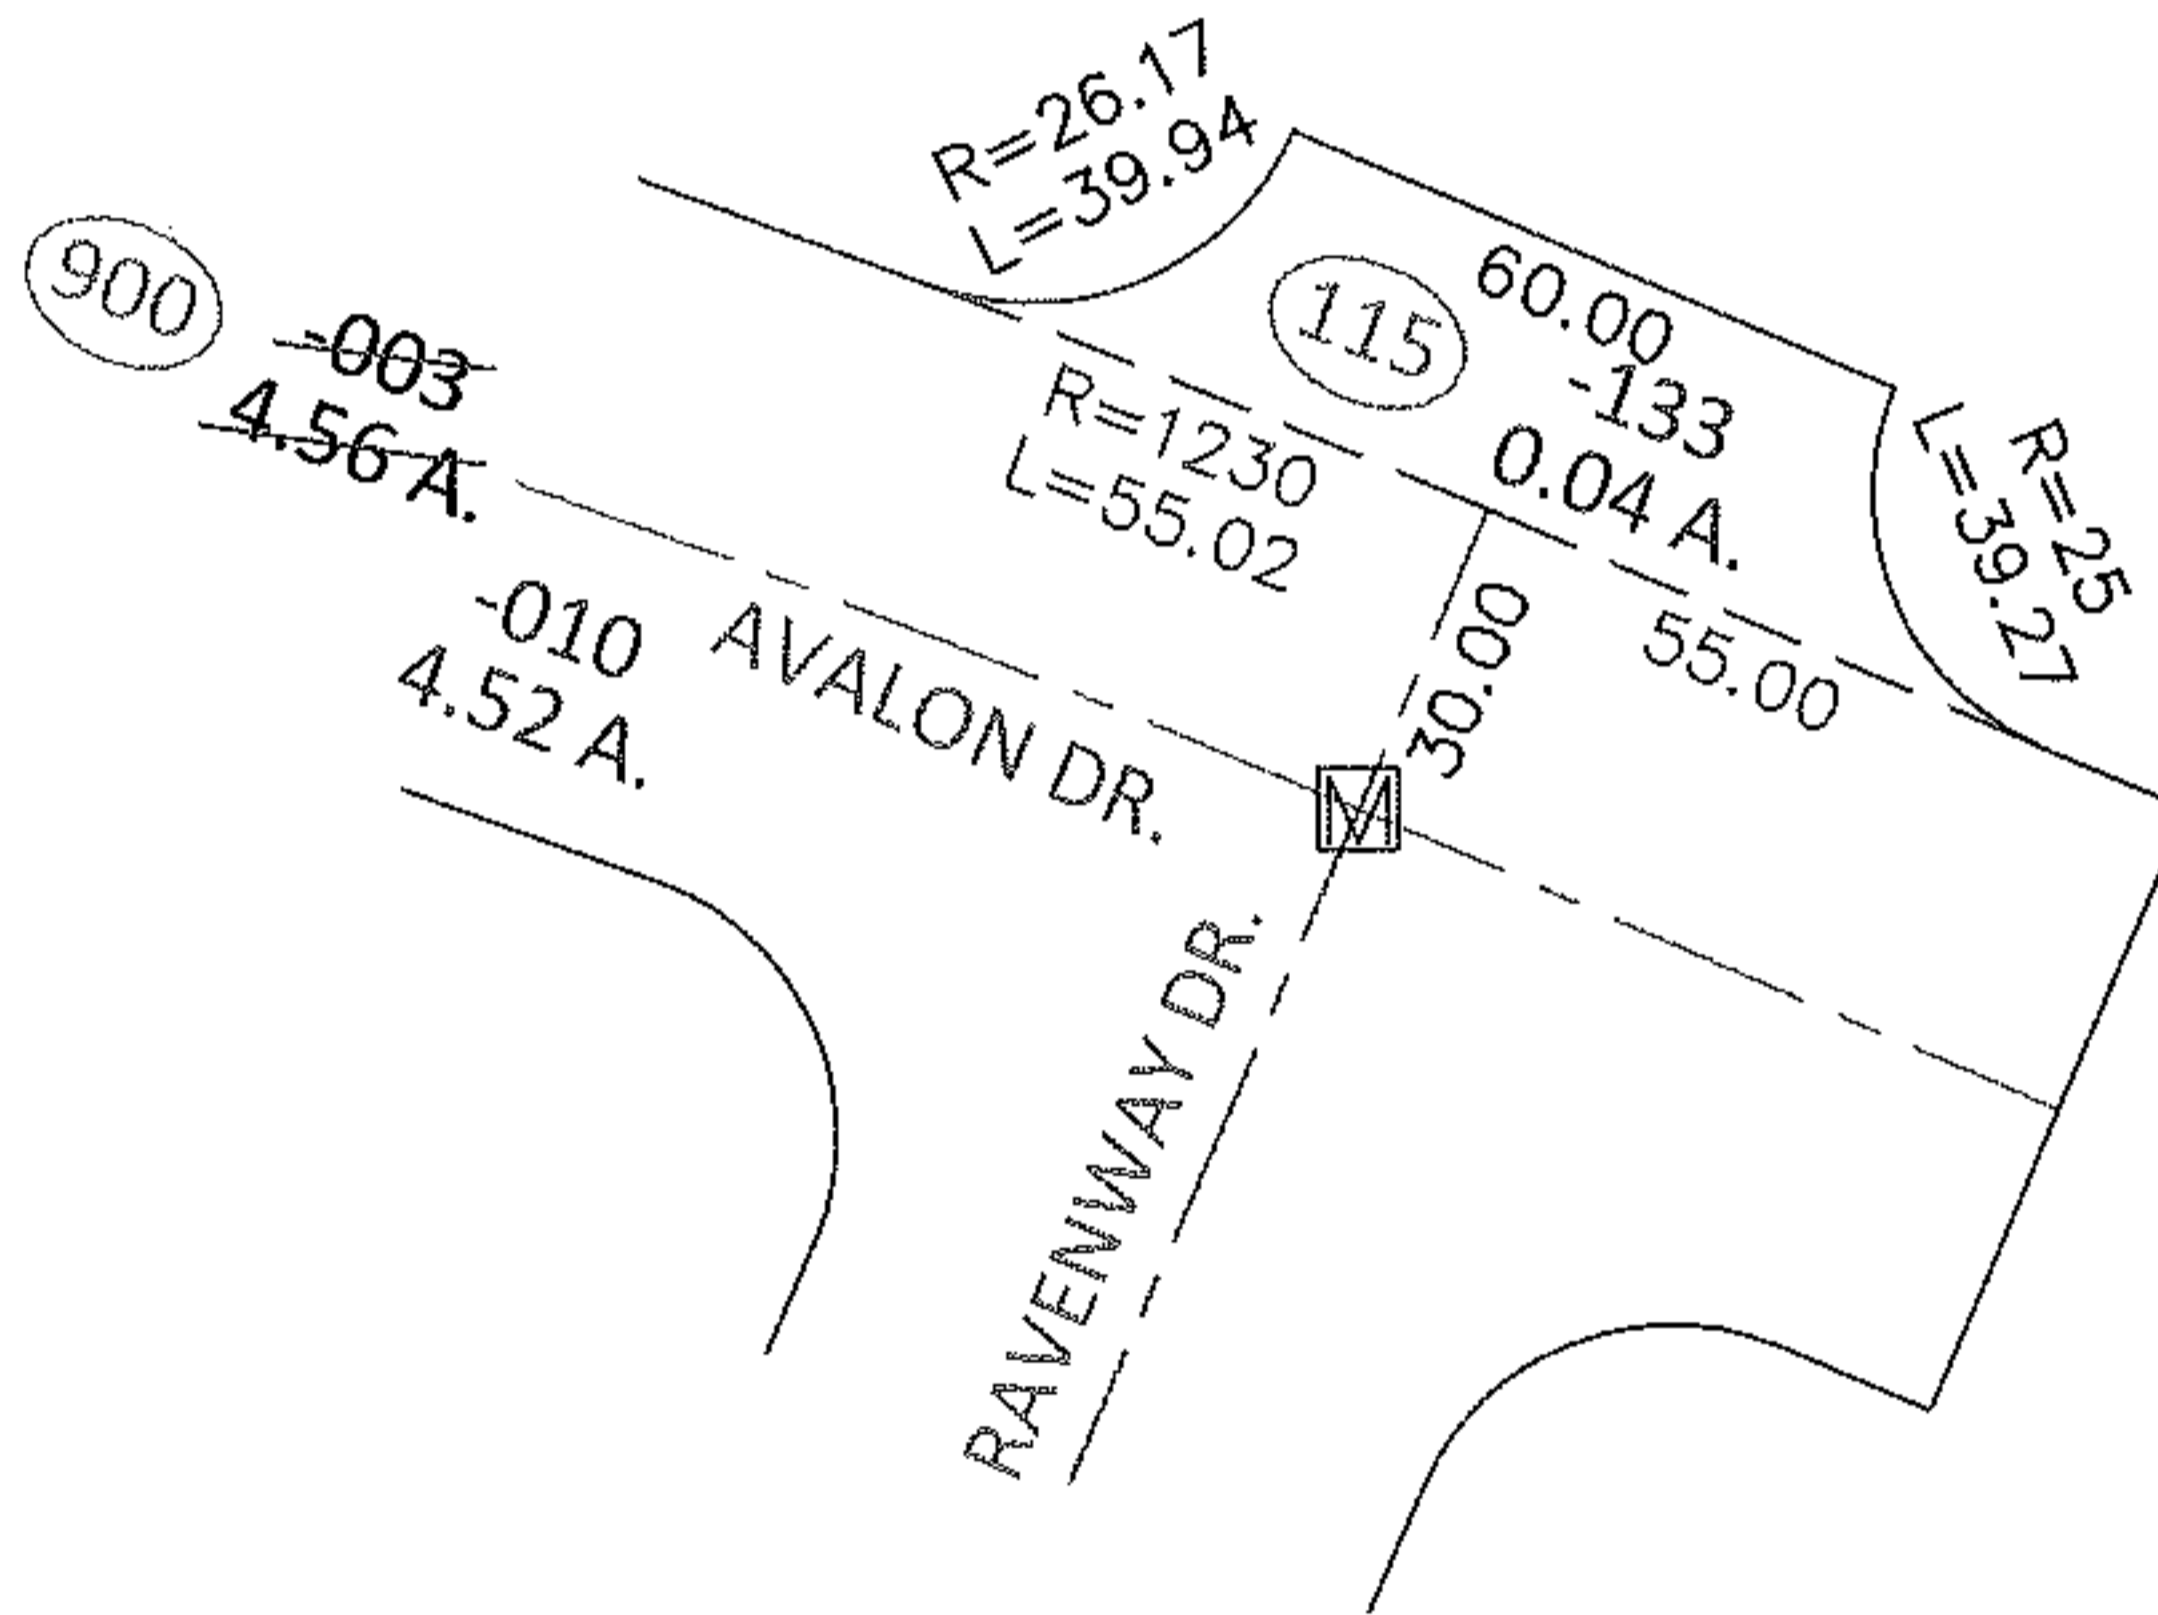 R=26.17
L=39.94
900
-003
4.56 A.
115
60.00
-133
0.04 A.
R=25
L=39.27
R=1230
L=55.02
55.00
30.00
-010
4.52 A.
AVALON DR.
M
RAVENWAY DR.